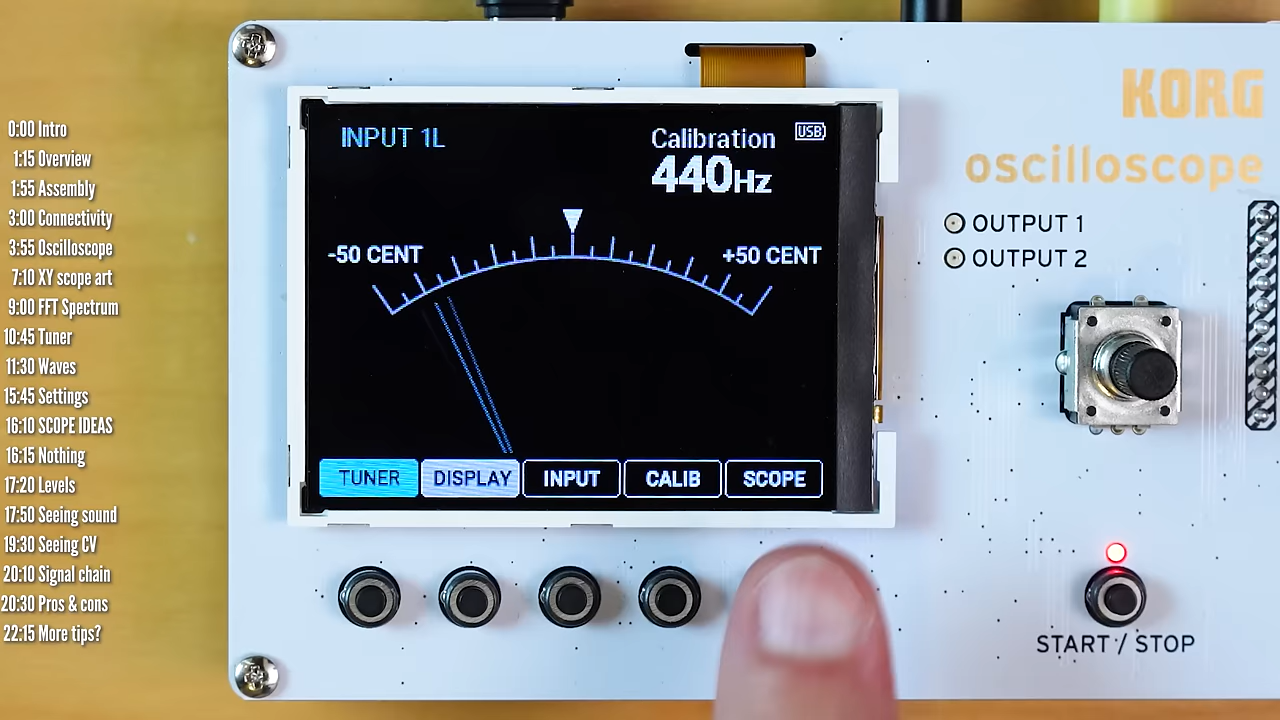 0:00 Intro
1:15 Overview
1:55 Assembly
3:00 Connectivity
3:55 Oscilloscope
7:10 XY scope art
9:00 FFT Spectrum
10:45 Tuner
11:30 Waves
15:45 Settings
16:10 SCOPE IDEAS
16:15 Nothing
17:20 Levels
17:50 Seeing sound
19:30 Seeing CV
20:10 Signal chain
20:30 Pros & cons
22:15 More tips?
INPUT 1L
Calibration
USB
440Hz
-50 CENT
+50 CENT
TUNER DISPLAY INPUT CALIB SCOPE
KORG
oscilloscope
OUTPUT 1
OUTPUT 2
START / STOP